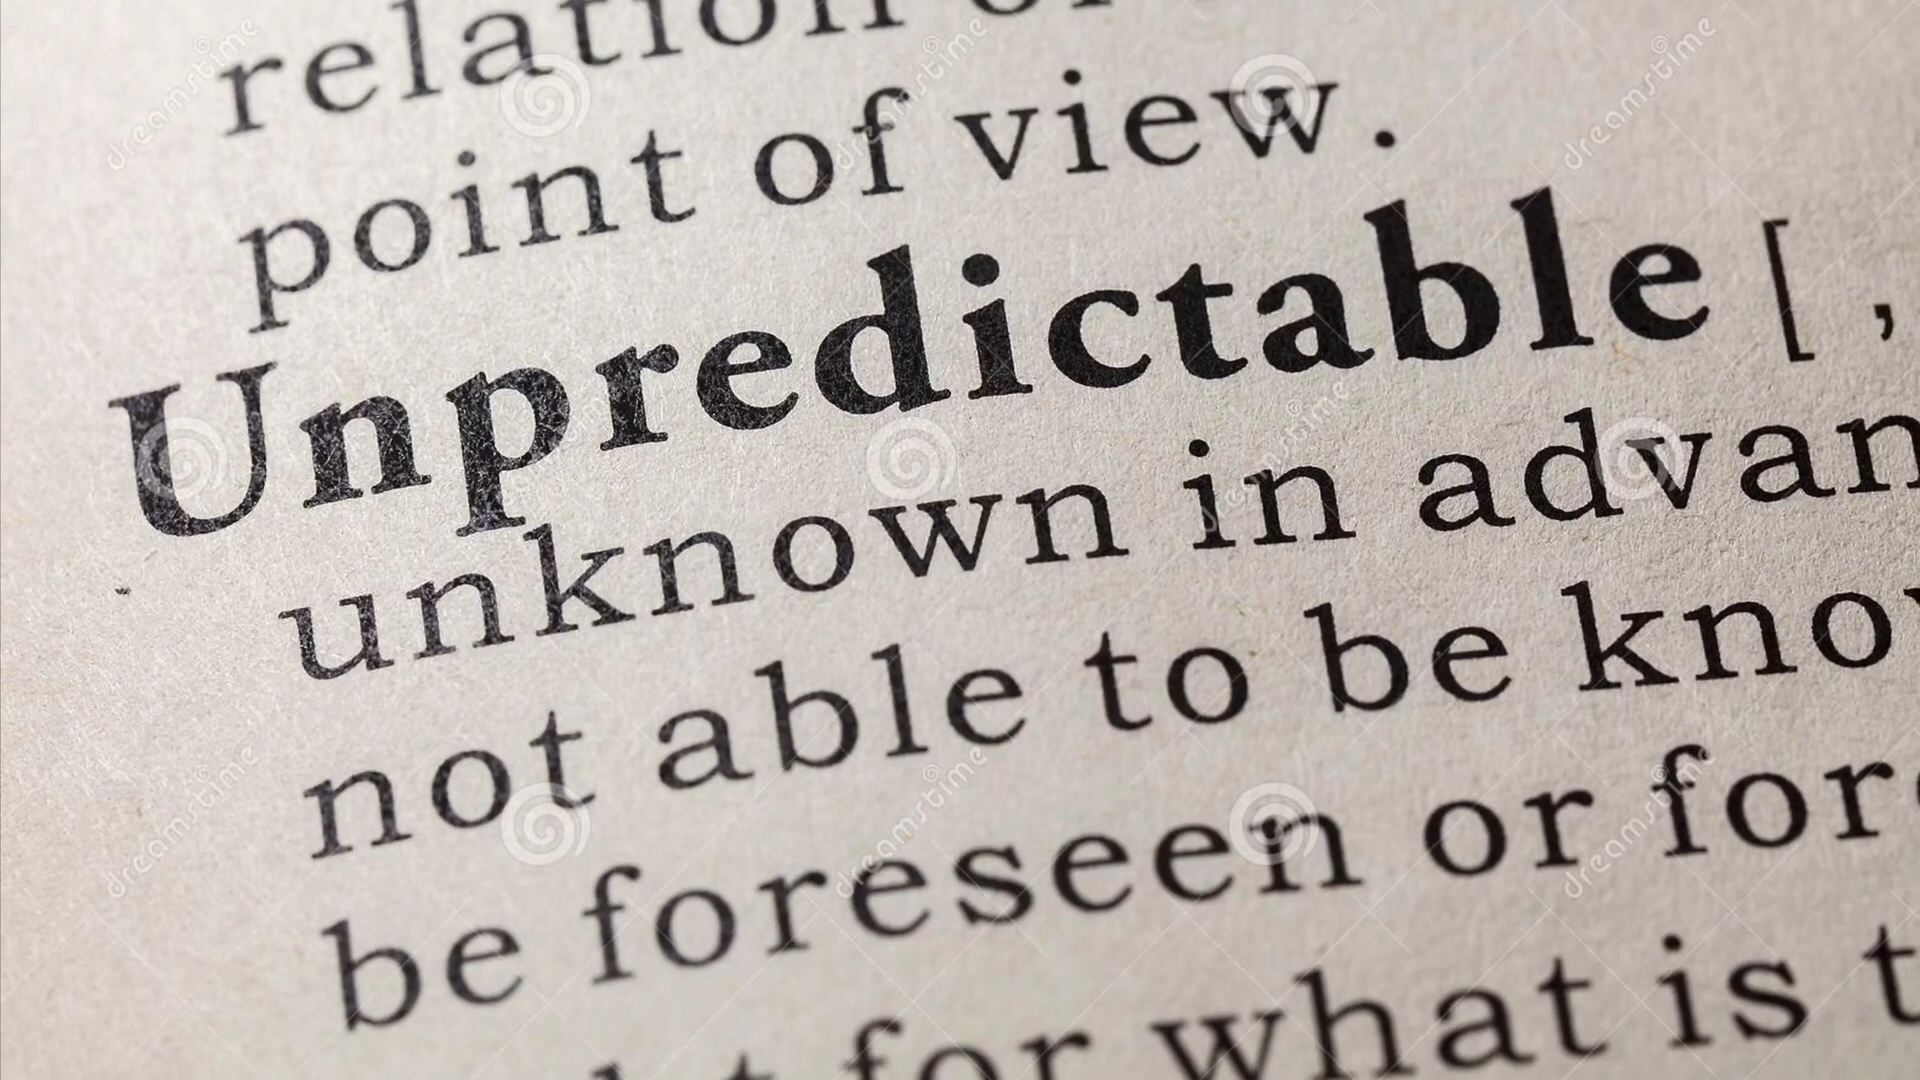 relation
point of view.
Unpredictable [ ,
unknown in advan
not able to be kno
be foreseen or for
for what is t
dreamstime